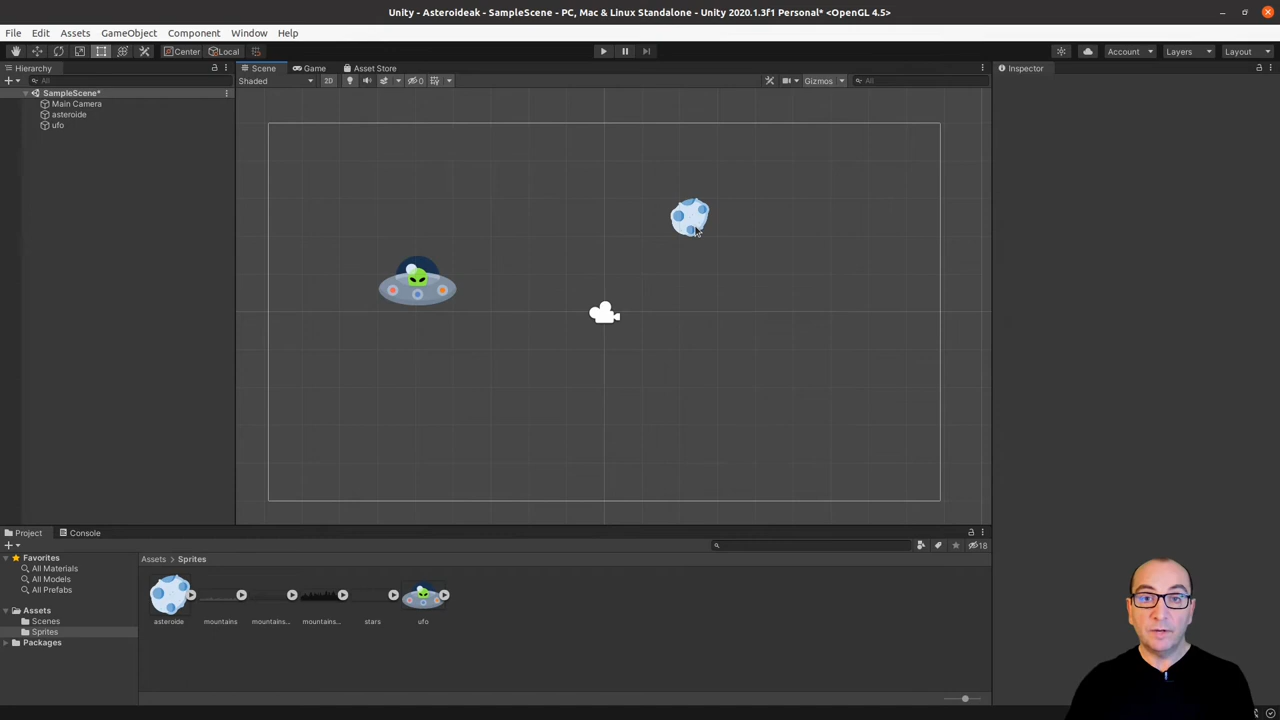 Unity - Asteroideak - SampleScene - PC, Mac & Linux Standalone - Unity 2020.1.3f1 Personal* <OpenGL 4.5>
File Edit Assets GameObject Component Window Help
Center Local Account Layers Layout
Hierarchy Scene Game Asset Store Inspector
All Shaded 2D 0 Gizmos All
SampleScene*
Main Camera
asteroide
ufo
Project Console
18
Favorites Assets > Sprites
All Materials
All Models
All Prefabs
Assets
Scenes asteroide mountains mountains... mountains... stars ufo
Sprites
Packages